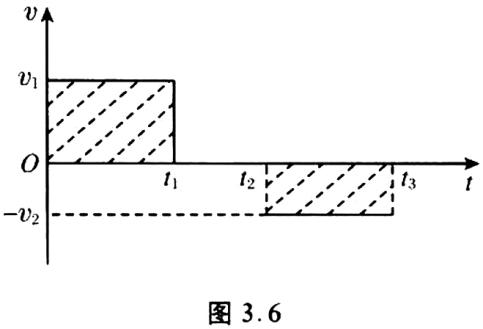 v
v₁
O
t₁
t₂
t₃
t
−v₂
图 3.6